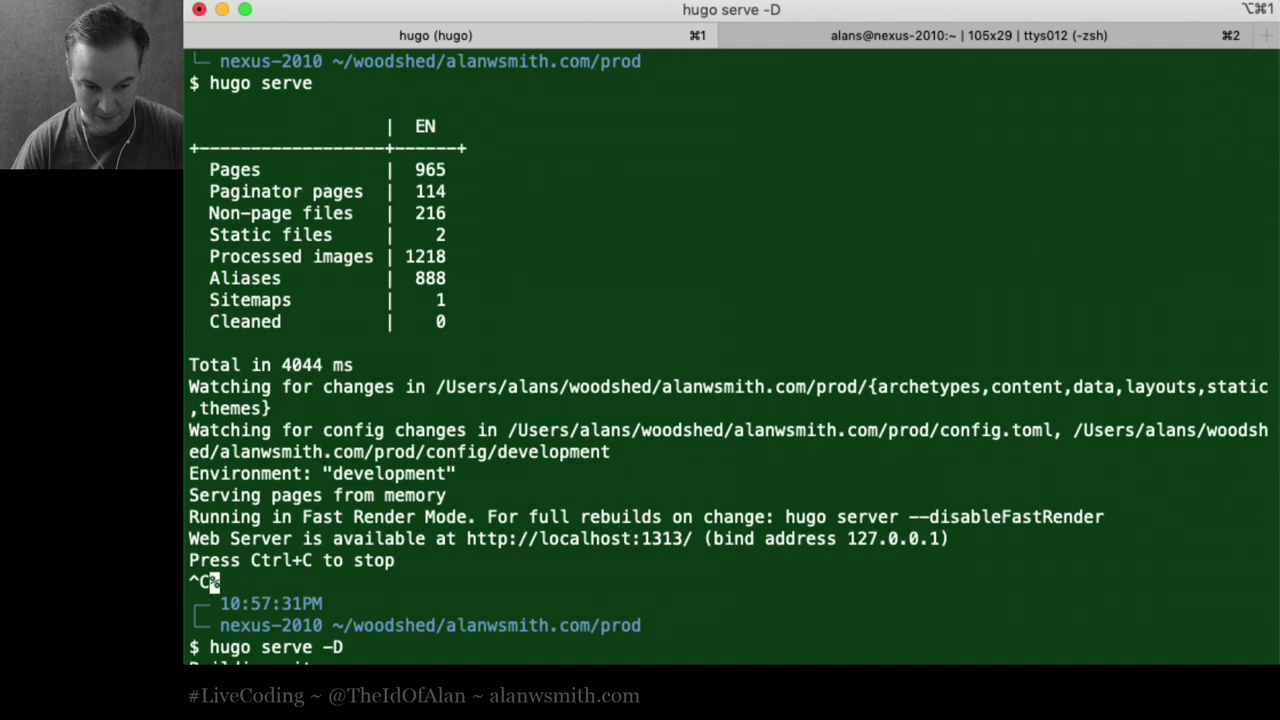 hugo serve -D
⌥⌘1
hugo (hugo) ⌘1 alans@nexus-2010:~ | 105x29 | ttys012 (-zsh) ⌘2 +
└─ nexus-2010 ~/woodshed/alanwsmith.com/prod
$ hugo serve
| EN
+------------------+------+
Pages | 965
Paginator pages | 114
Non-page files | 216
Static files | 2
Processed images | 1218
Aliases | 888
Sitemaps | 1
Cleaned | 0
Total in 4044 ms
Watching for changes in /Users/alans/woodshed/alanwsmith.com/prod/{archetypes,content,data,layouts,static
,themes}
Watching for config changes in /Users/alans/woodshed/alanwsmith.com/prod/config.toml, /Users/alans/woodsh
ed/alanwsmith.com/prod/config/development
Environment: "development"
Serving pages from memory
Running in Fast Render Mode. For full rebuilds on change: hugo server --disableFastRender
Web Server is available at http://localhost:1313/ (bind address 127.0.0.1)
Press Ctrl+C to stop
^C%
┌─ 10:57:31PM
└─ nexus-2010 ~/woodshed/alanwsmith.com/prod
$ hugo serve -D
#LiveCoding ~ @TheIdOfAlan ~ alanwsmith.com